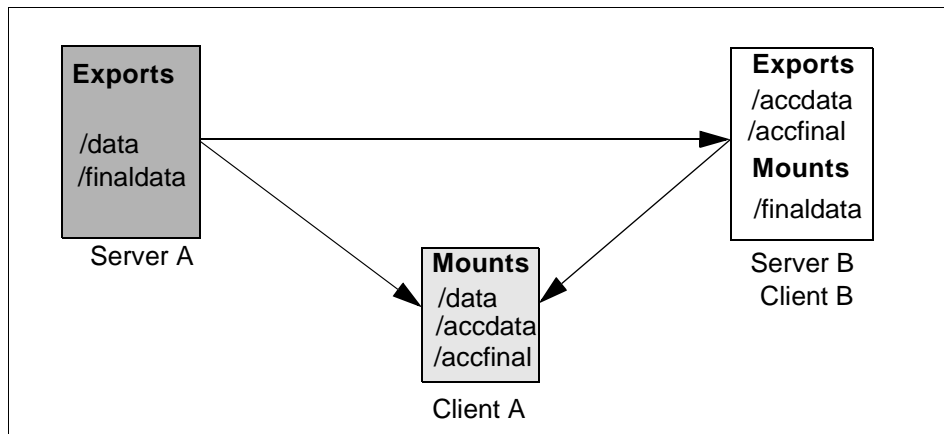 Exports
/data
/finaldata
Server A
Exports
/accdata
/accfinal
Mounts
/finaldata
Server B
Client B
Mounts
/data
/accdata
/accfinal
Client A